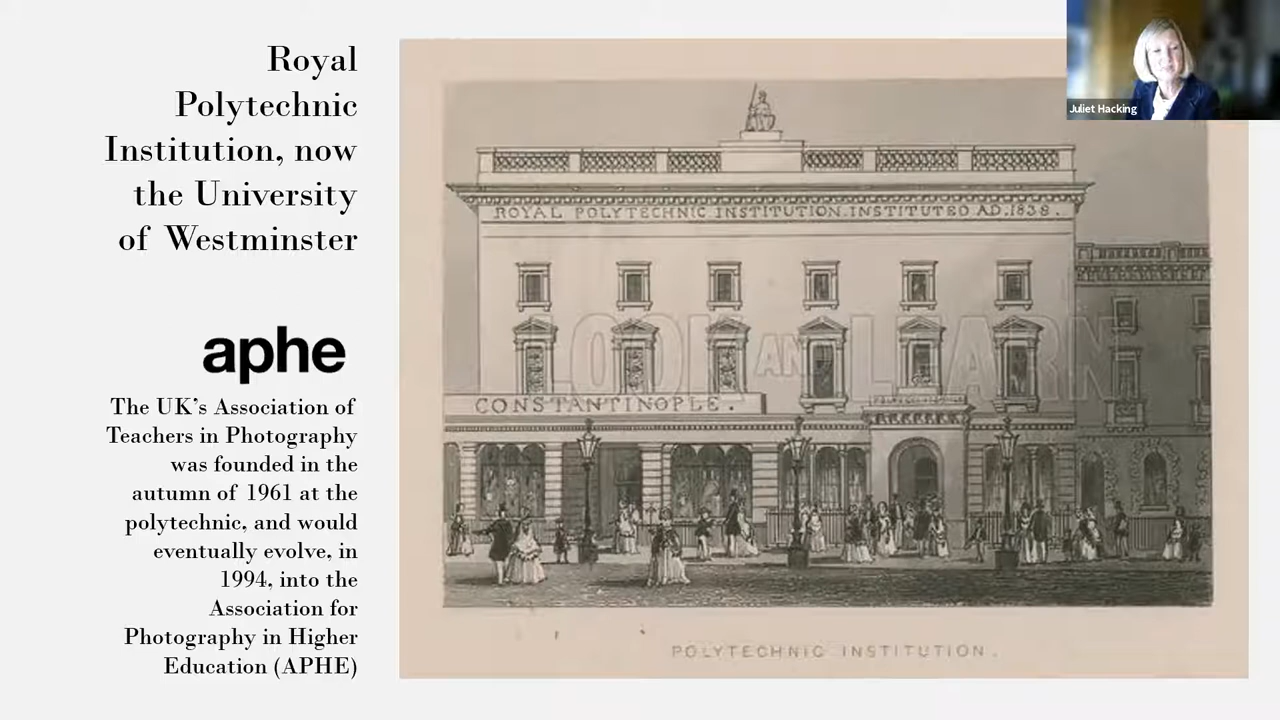 Royal
Polytechnic
Institution, now
the University
of Westminster
aphe
The UK's Association of
Teachers in Photography
was founded in the
autumn of 1961 at the
polytechnic, and would
eventually evolve, in
1994, into the
Association for
Photography in Higher
Education (APHE)
Juliet Hacking
ROYAL POLYTECHNIC INSTITUTION. INSTITUTED AD. 1838.
LOOK AND LEARN
CONSTANTINOPLE.
POLYTECHNIC INSTITUTION.